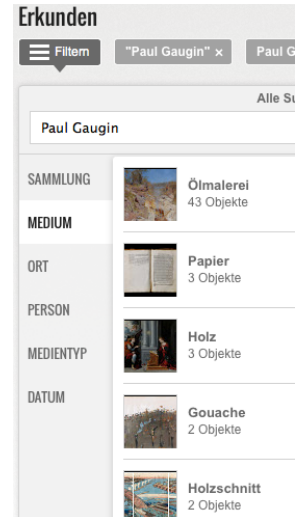 Erkunden
Filtern
"Paul Gaugin" ×
Paul G
Alle Su
Paul Gaugin
SAMMLUNG
MEDIUM
ORT
PERSON
MEDIENTYP
DATUM
Ölmalerei
43 Objekte
Papier
3 Objekte
Holz
3 Objekte
Gouache
2 Objekte
Holzschnitt
2 Objekte